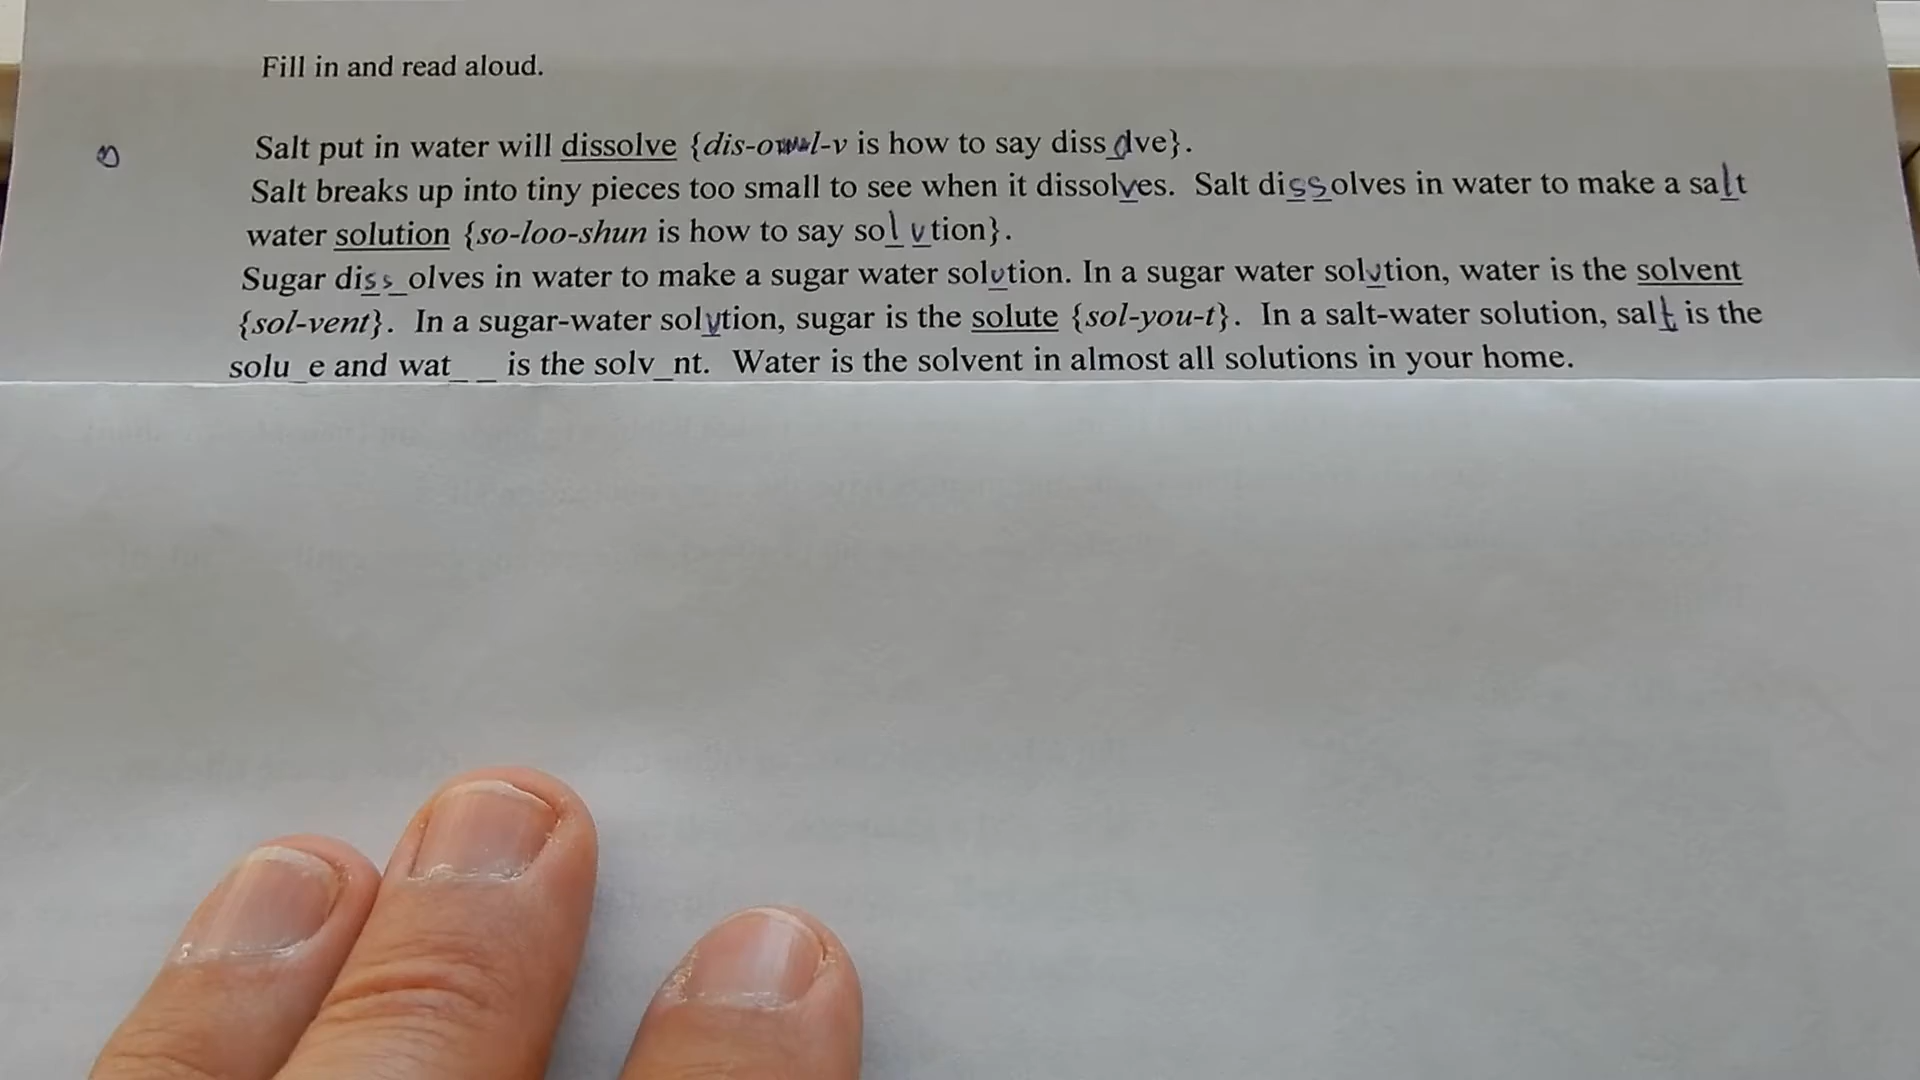 Fill in and read aloud.
Salt put in water will dissolve {dis-ol-v is how to say dissolve}.
Salt breaks up into tiny pieces too small to see when it dissolves. Salt dissolves in water to make a salt
water solution {so-loo-shun is how to say solution}.
Sugar diss_olves in water to make a sugar water solution. In a sugar water solution, water is the solvent
{sol-vent}. In a sugar-water solution, sugar is the solute {sol-you-t}. In a salt-water solution, salt is the
solu_e and wat_ _ is the solv_nt. Water is the solvent in almost all solutions in your home.